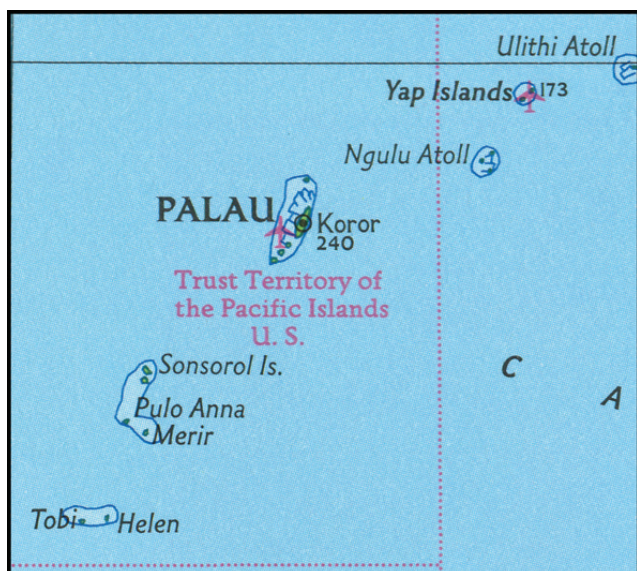 Ulithi Atoll
Yap Islands 173
Ngulu Atoll
PALAU
Koror
240
Trust Territory of
the Pacific Islands
U. S.
Sonsorol Is.
C
A
Pulo Anna
Merir
Tobi
Helen